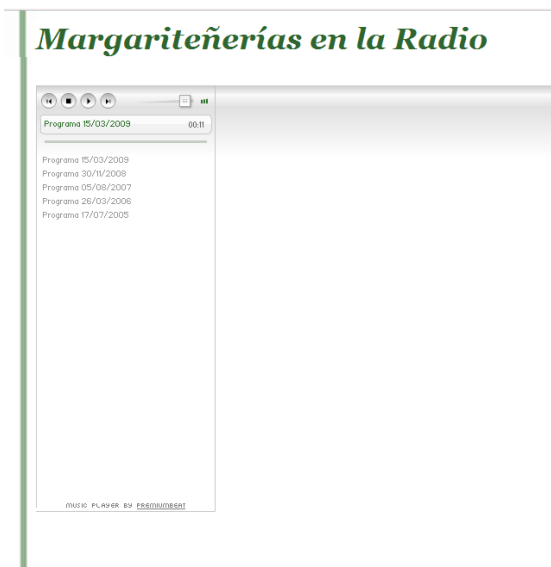 Margariteñerías en la Radio
Programa 15/03/2009 00:11
Programa 15/03/2009
Programa 30/11/2008
Programa 05/08/2007
Programa 26/03/2006
Programa 17/07/2005
MUSIC PLAYER BY PREMIUMBEAT